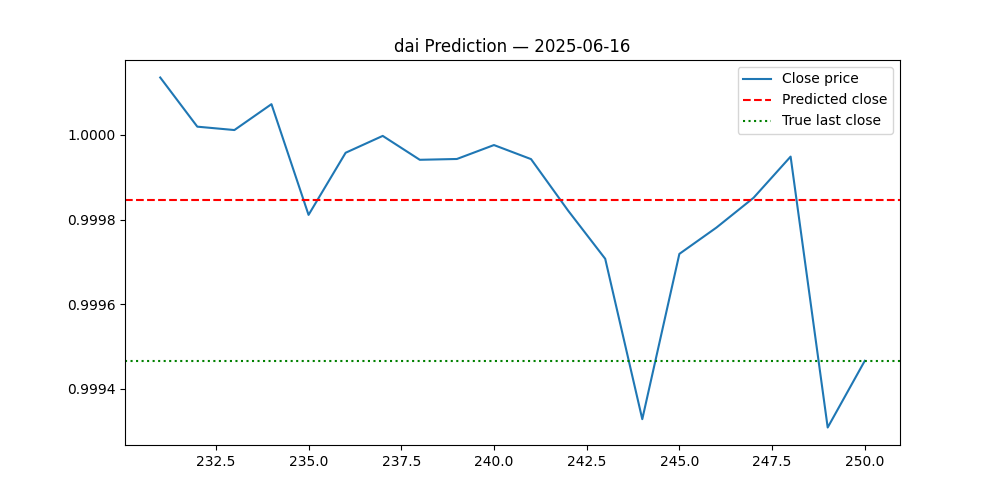 dai Prediction — 2025-06-16
Close price
Predicted close
True last close
1.0000
0.9998
0.9996
0.9994
232.5 235.0 237.5 240.0 242.5 245.0 247.5 250.0